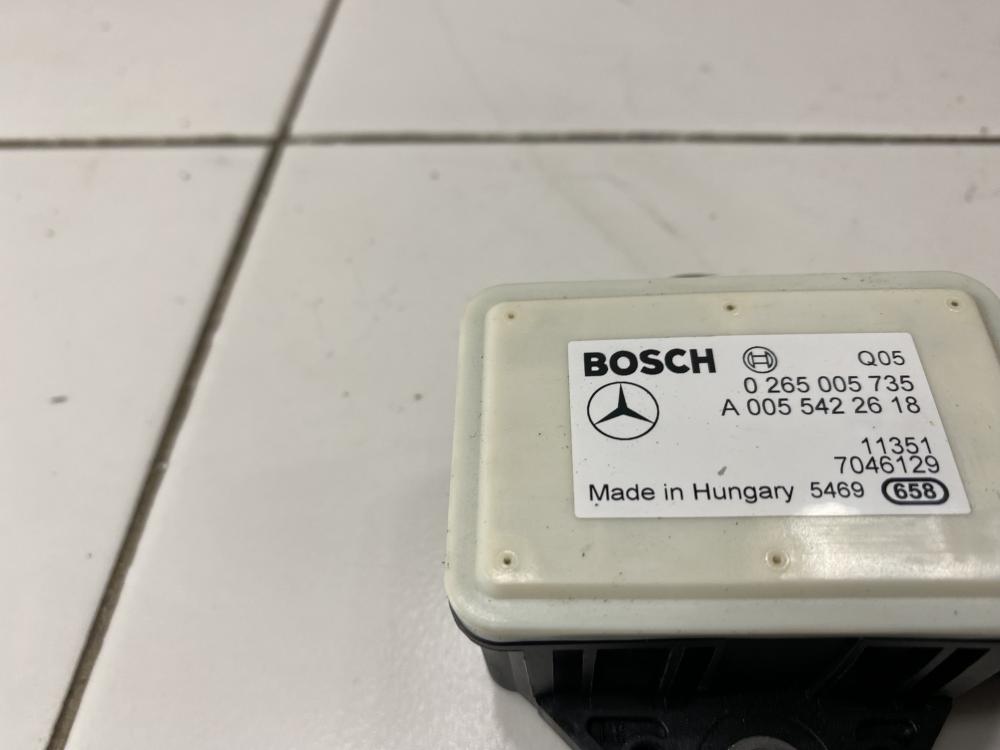 BOSCH Q05
0 265 005 735
A 005 542 26 18
11351
7046129
Made in Hungary 5469 658